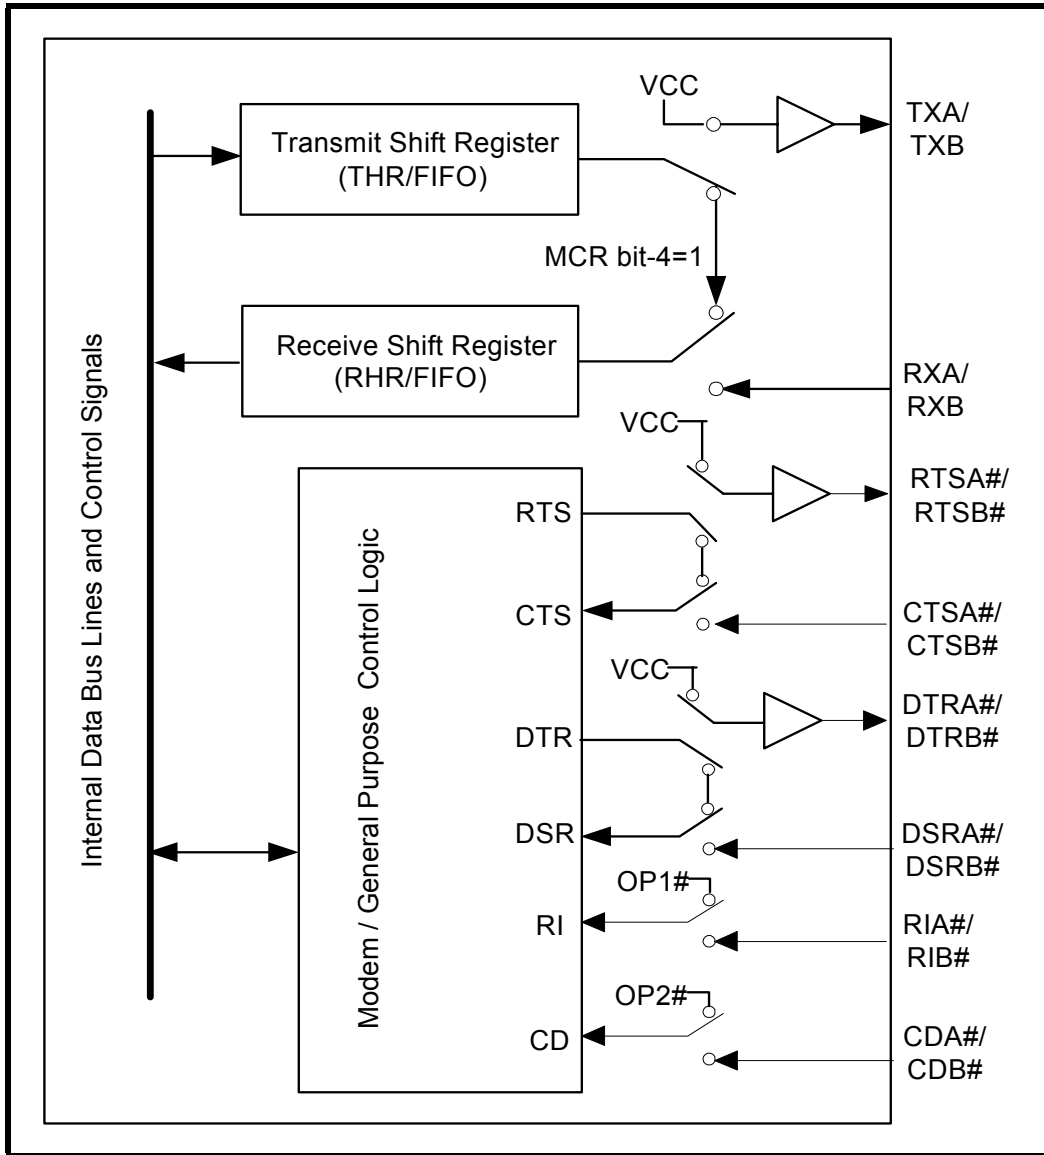 VCC
TXA/
TXB
Transmit Shift Register
(THR/FIFO)
MCR bit-4=1
Receive Shift Register
(RHR/FIFO)
RXA/
RXB
Internal Data Bus Lines and Control Signals
Modem / General Purpose Control Logic
VCC
RTSA#/
RTSB#
RTS
CTS
CTSA#/
CTSB#
VCC
DTRA#/
DTRB#
DTR
DSR
DSRA#/
DSRB#
OP1#
RI
RIA#/
RIB#
OP2#
CD
CDA#/
CDB#